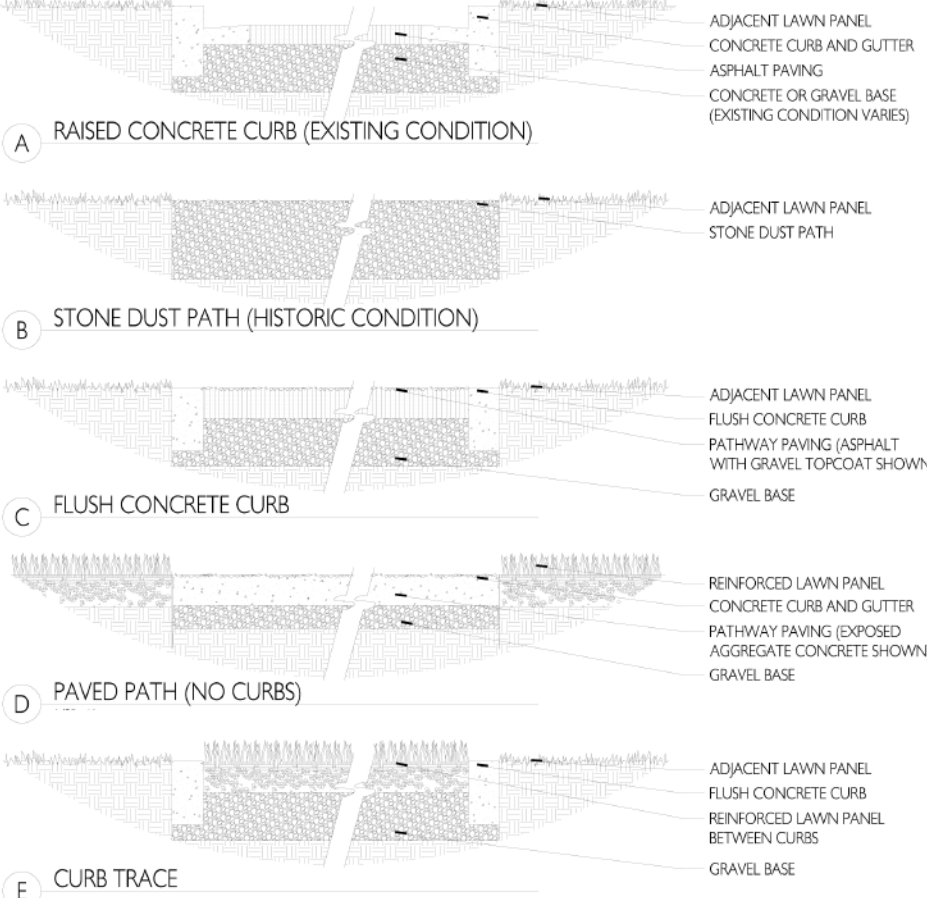 ADJACENT LAWN PANEL
CONCRETE CURB AND GUTTER
ASPHALT PAVING
CONCRETE OR GRAVEL BASE
(EXISTING CONDITION VARIES)
A RAISED CONCRETE CURB (EXISTING CONDITION)
ADJACENT LAWN PANEL
STONE DUST PATH
B STONE DUST PATH (HISTORIC CONDITION)
ADJACENT LAWN PANEL
FLUSH CONCRETE CURB
PATHWAY PAVING (ASPHALT
WITH GRAVEL TOPCOAT SHOWN
GRAVEL BASE
C FLUSH CONCRETE CURB
REINFORCED LAWN PANEL
CONCRETE CURB AND GUTTER
PATHWAY PAVING (EXPOSED
AGGREGATE CONCRETE SHOWN
GRAVEL BASE
D PAVED PATH (NO CURBS)
ADJACENT LAWN PANEL
FLUSH CONCRETE CURB
REINFORCED LAWN PANEL
BETWEEN CURBS
GRAVEL BASE
E CURB TRACE